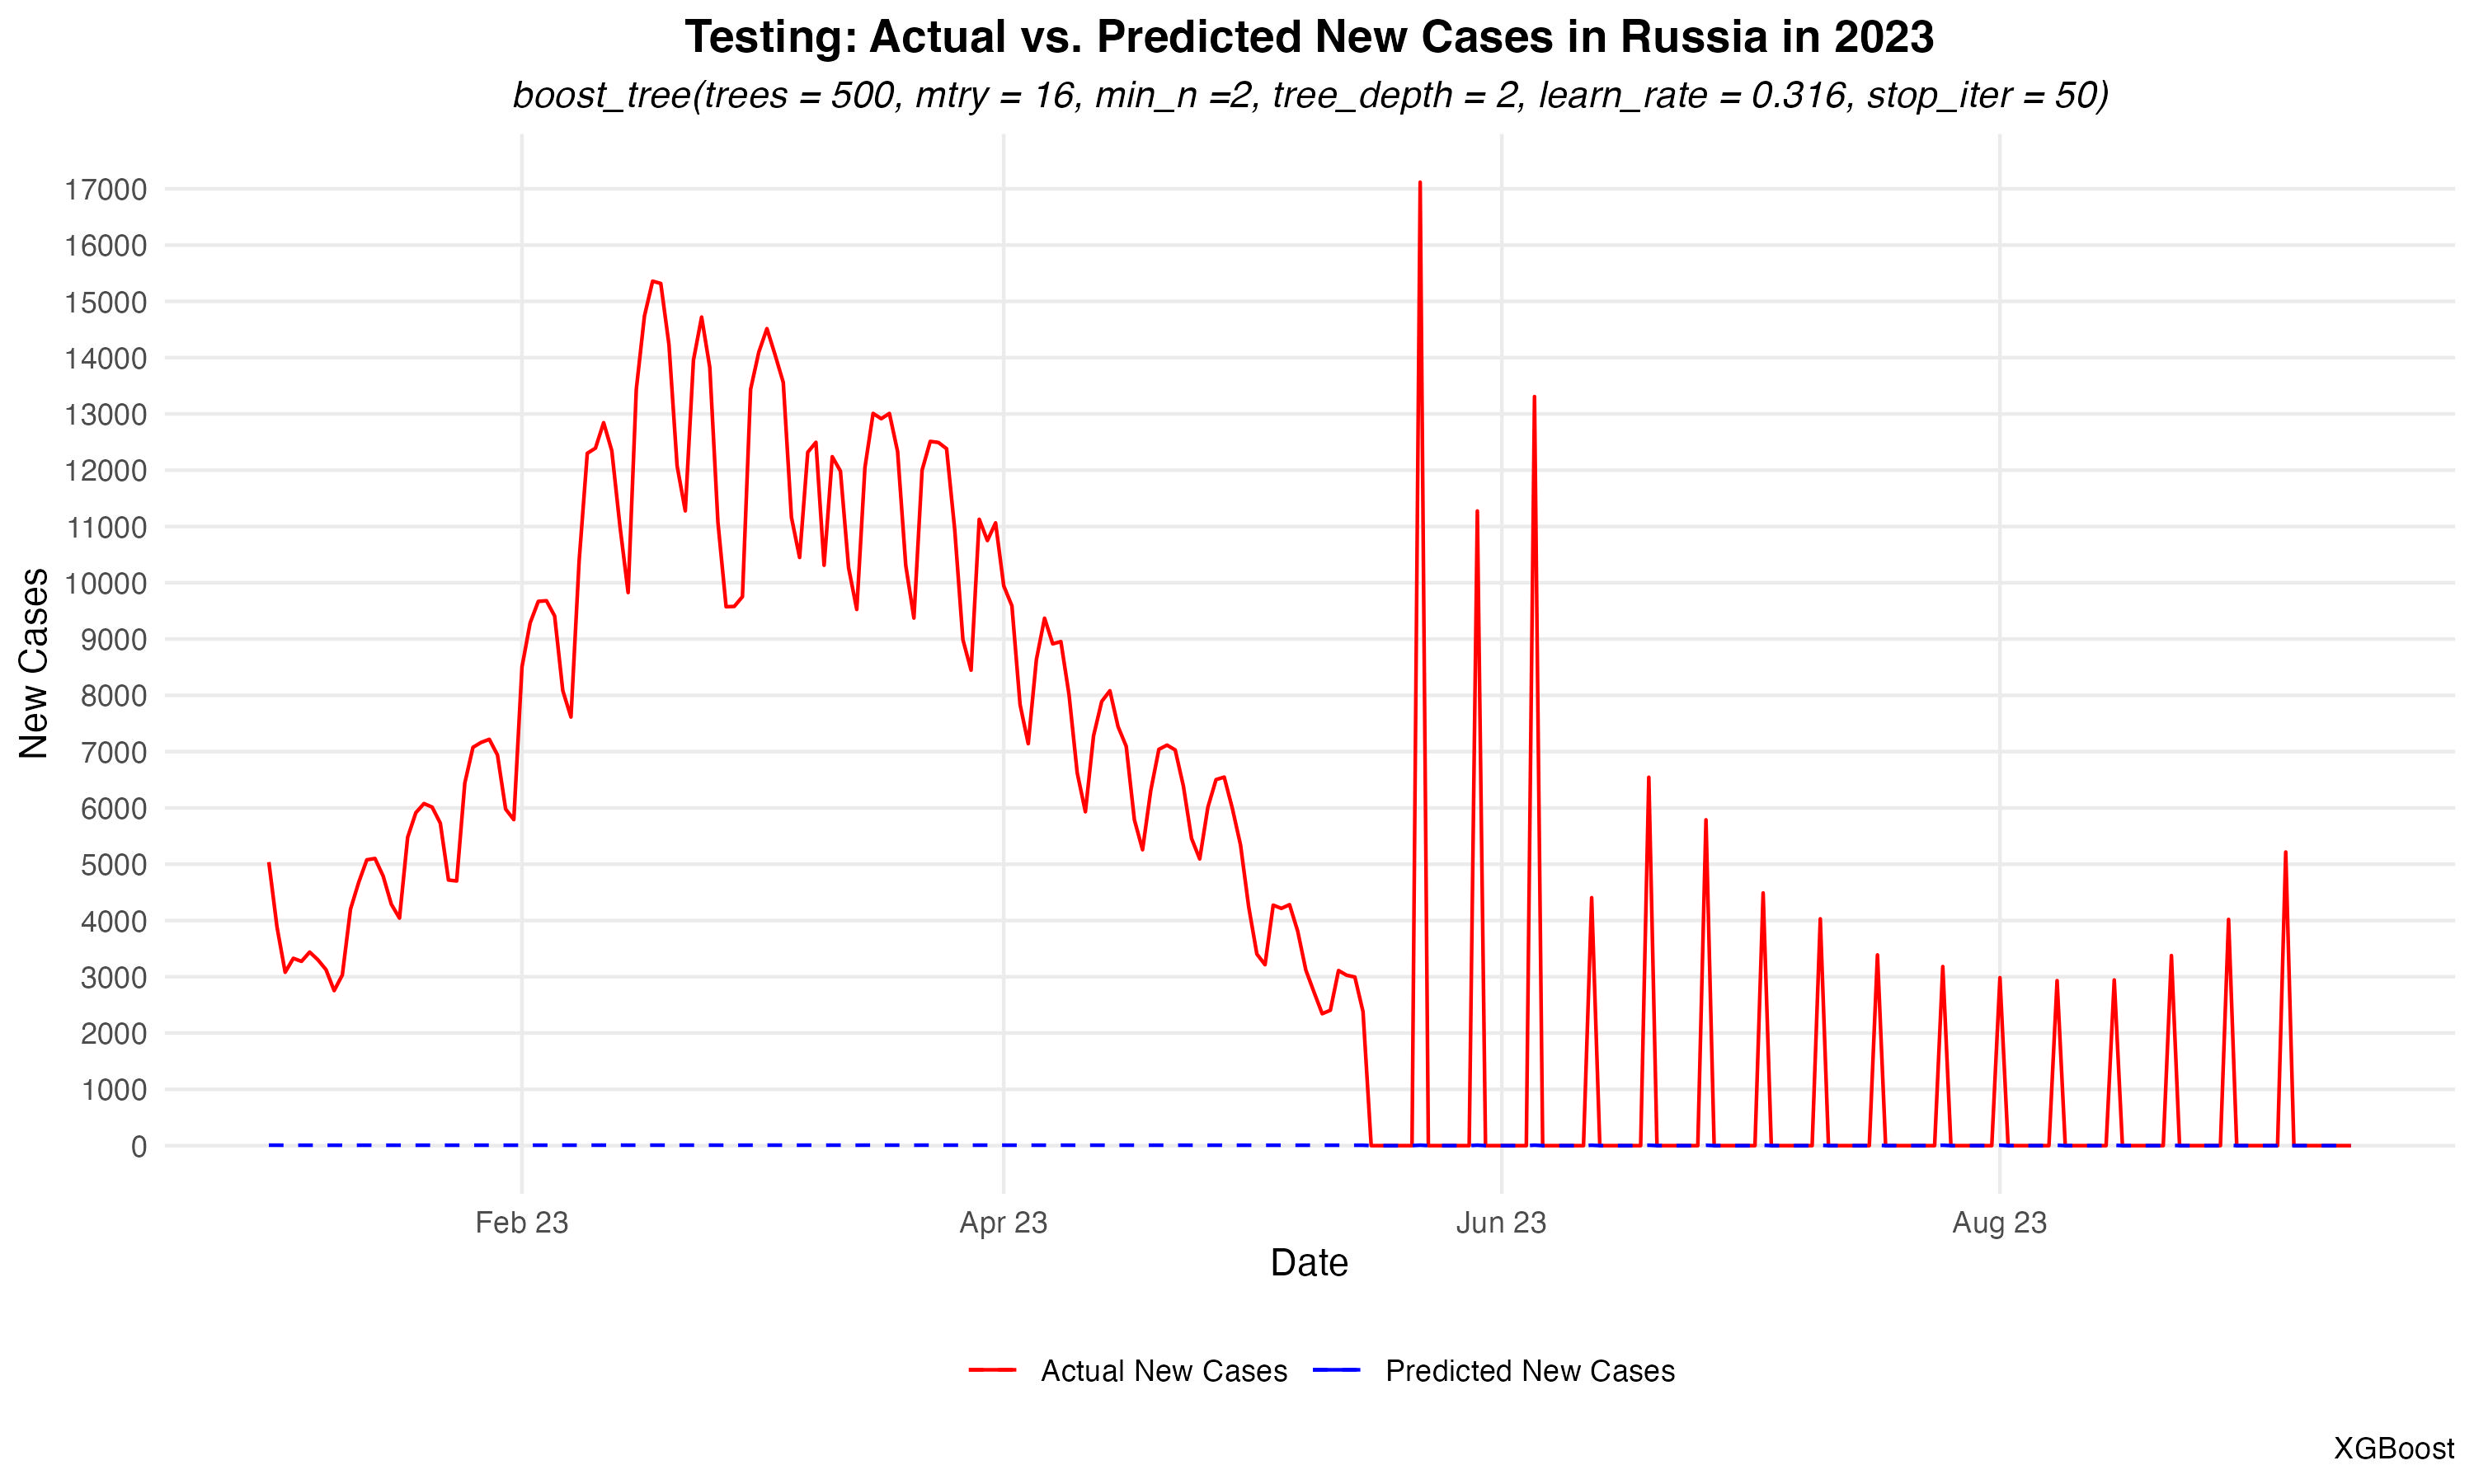 Testing: Actual vs. Predicted New Cases in Russia in 2023
boost_tree(trees = 500, mtry = 16, min_n =2, tree_depth = 2, learn_rate = 0.316, stop_iter = 50)
17000
16000
15000
14000
13000
12000
11000
10000
9000
8000
7000
6000
5000
4000
3000
2000
1000
0
New Cases
Feb 23
Apr 23
Jun 23
Aug 23
Date
Actual New Cases
Predicted New Cases
XGBoost